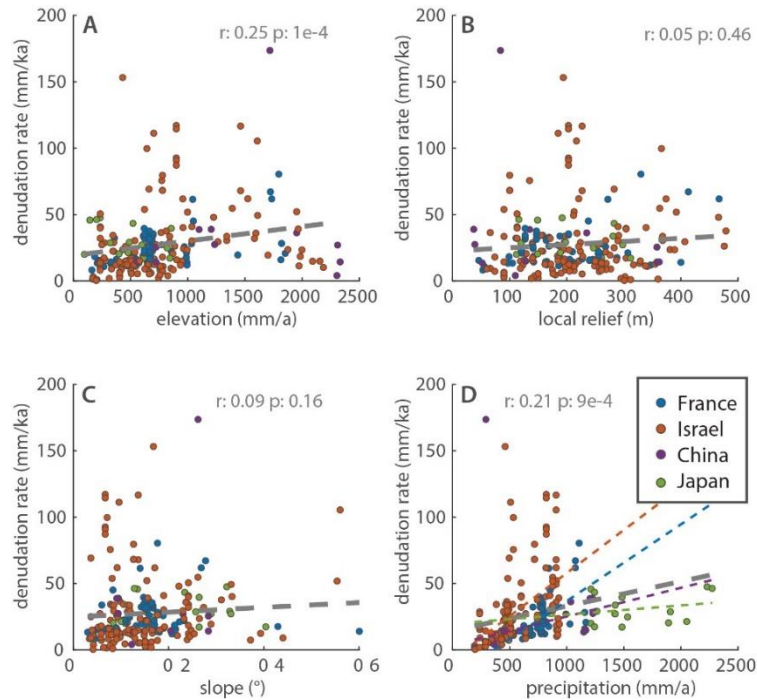 A
r: 0.25 p: 1e-4
denudation rate (mm/ka)
200
150
100
50
0
0 500 1000 1500 2000 2500
elevation (mm/a)
B
r: 0.05 p: 0.46
denudation rate (mm/ka)
200
150
100
50
0
0 100 200 300 400 500
local relief (m)
C
r: 0.09 p: 0.16
denudation rate (mm/ka)
200
150
100
50
0
0 0 2 0 4 0 6
slope (°)
D
r: 0.21 p: 9e-4
denudation rate (mm/ka)
200
150
100
50
0
0 500 1000 1500 2000 2500
precipitation (mm/a)
France
Israel
China
Japan